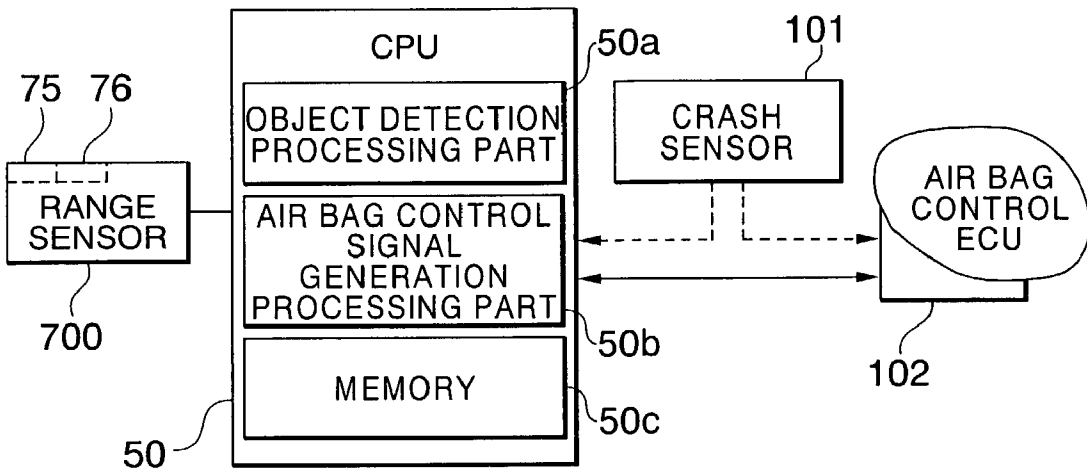 CPU
50a
101
75
76
OBJECT DETECTION
PROCESSING PART
CRASH
SENSOR
RANGE
SENSOR
AIR BAG CONTROL
SIGNAL
GENERATION
PROCESSING PART
AIR BAG
CONTROL
ECU
700
50b
102
MEMORY
50
50c